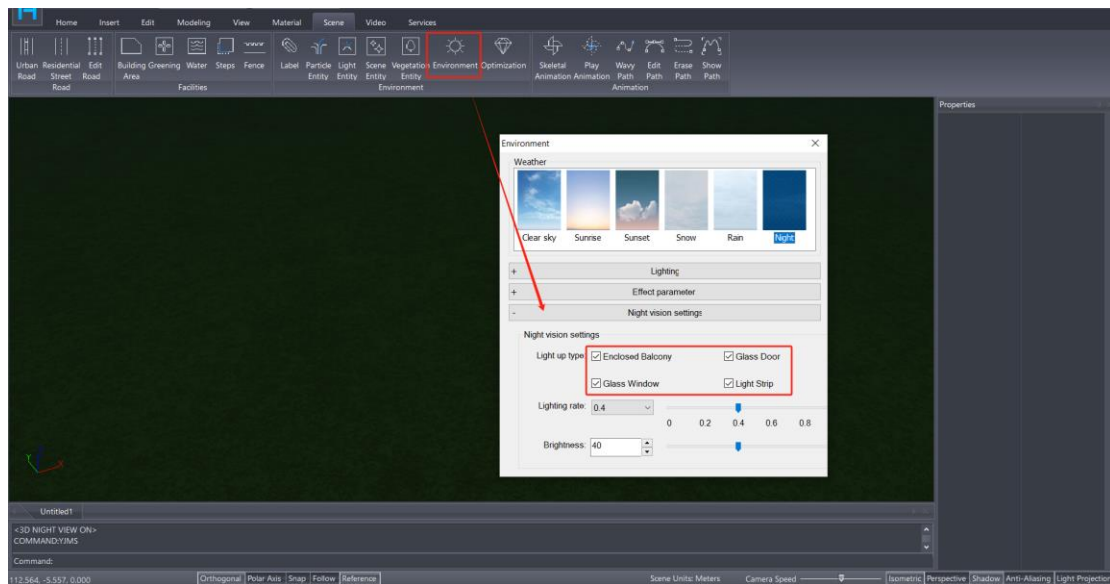 Home Insert Edit Modeling View Material Scene Video Services
Urban Road Residential Street Edit Road Building Area Greening Water Steps Fence Label Particle Entity Light Entity Scene Entity Vegetation Entity Environment Optimization Skeletal Animation Play Animation Wavy Path Edit Path Erase Path Show Path
Road Facilities Environment Animation
Properties
Environment
Weather
Clear sky Sunrise Sunset Snow Rain Night
+ Lighting
+ Effect parameter
- Night vision settings
Night vision settings
Light up type: Enclosed Balcony Glass Door
Glass Window Light Strip
Lighting rate: 0.4
0 0.2 0.4 0.6 0.8
Brightness: 40
Y X
Untitled1
<3D NIGHT VIEW ON>
COMMAND:YJMS
Command:
112.564, -5.557, 0.000 Orthogonal Polar Axis Snap Follow Reference Scene Units: Meters Camera Speed Isometric Perspective Shadow Anti-Aliasing Light Projection